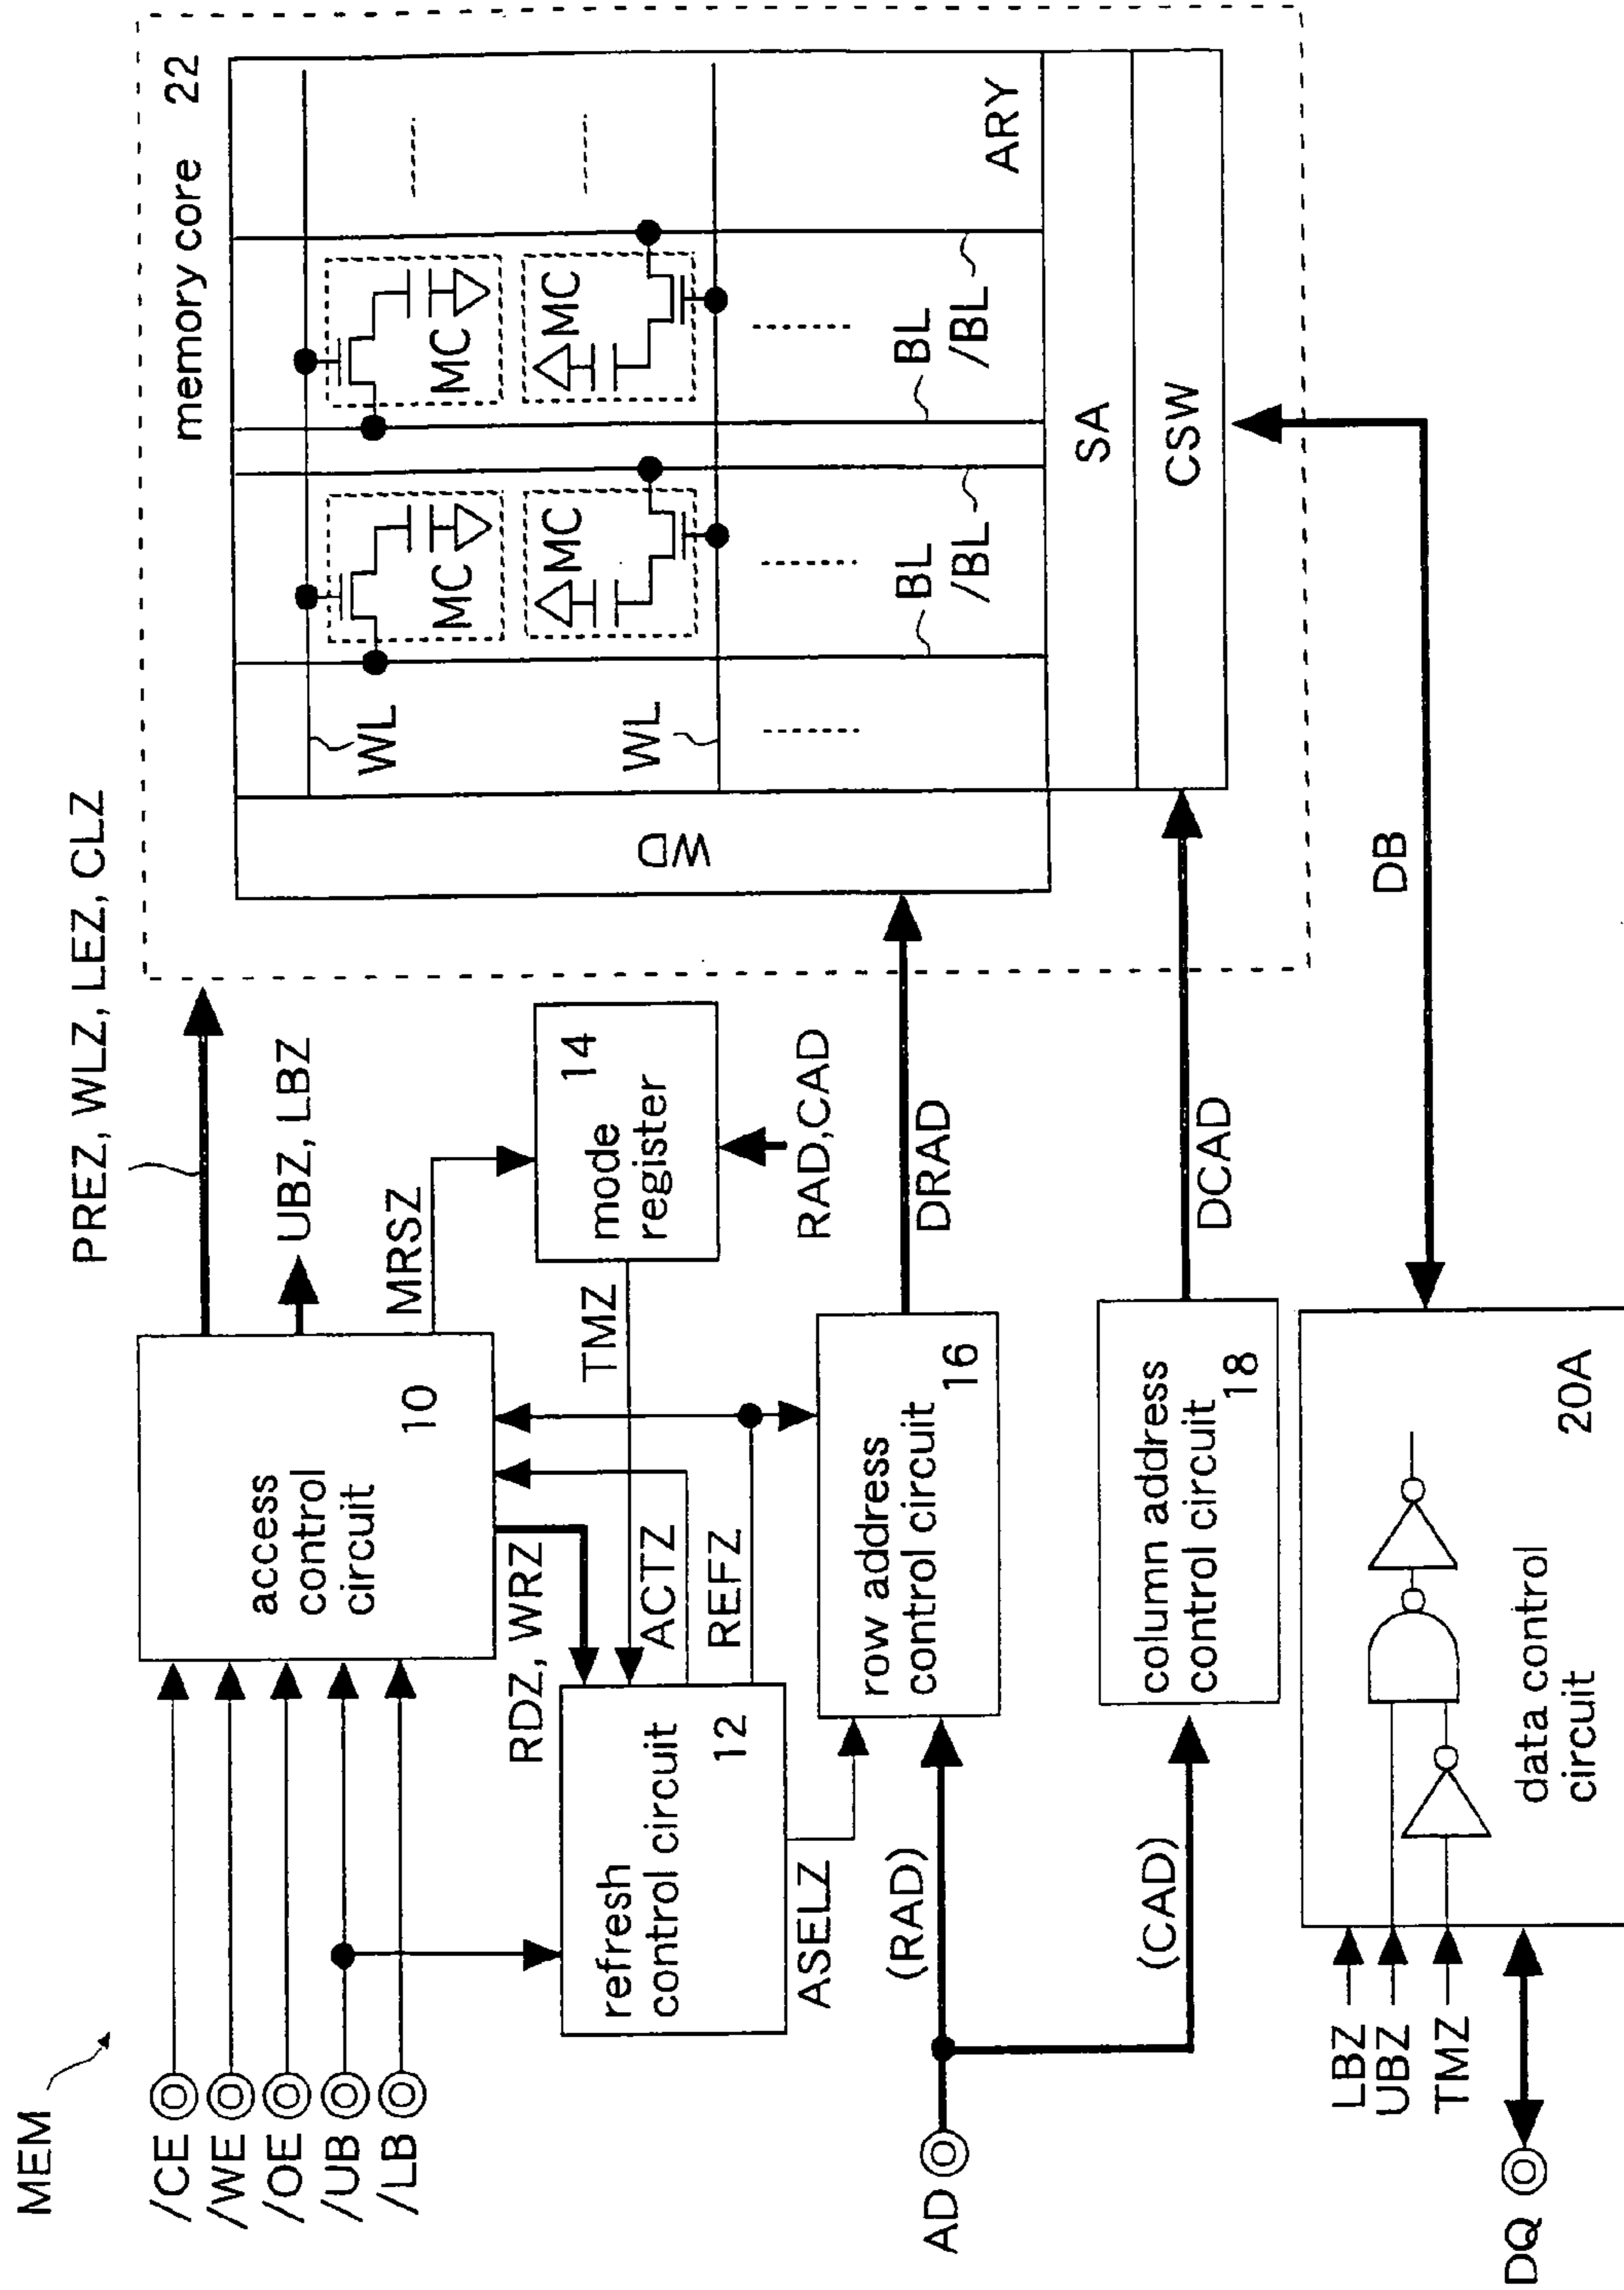 MEM
/CE
/WE
/OE
/UB
/LB
access
control
circuit
10
PREZ, WLZ, LEZ, CLZ
UBZ, LBZ
MRSZ
14
mode
register
RAD,CAD
TMZ
RDZ, WRZ
ACTZ
REFZ
refresh
control circuit
12
ASELZ
AD
(RAD)
row address
control circuit
16
DRAD
(CAD)
column address
control circuit
18
DCAD
LBZ
UBZ
TMZ
DQ
data control
circuit
20A
DB
memory core 22
WD
WL
WL
MC
MC
MC
MC
BL
/BL
BL
/BL
ARY
SA
CSW